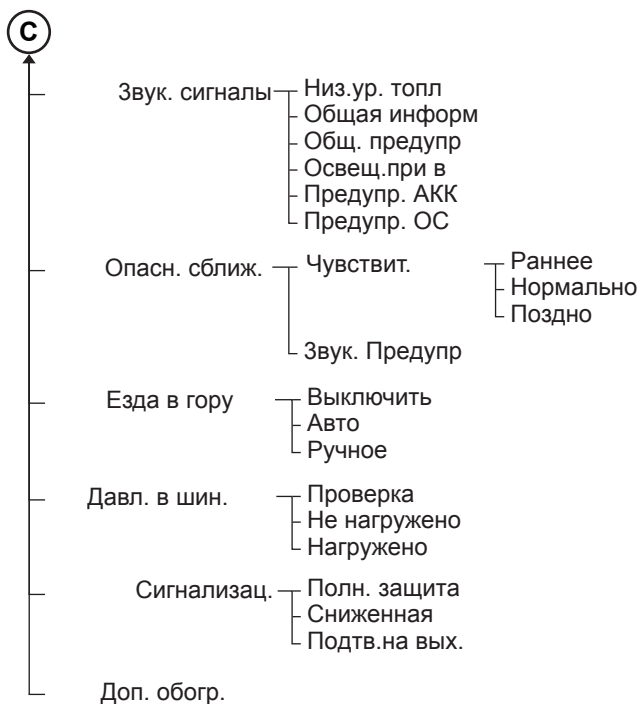 C
Звук. сигналы
Низ.ур. топл
Общая информ
Общ. предупр
Освещ.при в
Предупр. АКК
Предупр. ОС
Опасн. сближ.
Чувствит.
Раннее
Нормально
Поздно
Звук. Предупр
Езда в гору
Выключить
Авто
Ручное
Давл. в шин.
Проверка
Не нагружено
Нагружено
Сигнализац.
Полн. защита
Сниженная
Подтв.на вых.
Доп. обогр.